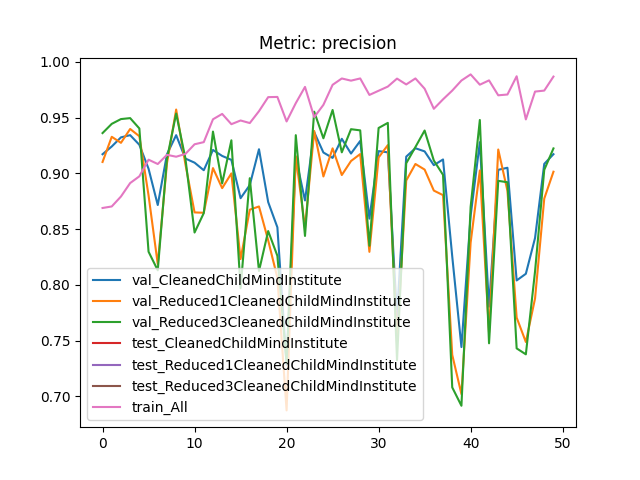 Metric: precision
1.00
0.95
0.90
0.85
0.80
0.75
0.70
val_CleanedChildMindInstitute
val_Reduced1CleanedChildMindInstitute
val_Reduced3CleanedChildMindInstitute
test_CleanedChildMindInstitute
test_Reduced1CleanedChildMindInstitute
test_Reduced3CleanedChildMindInstitute
train_All
0 10 20 30 40 50